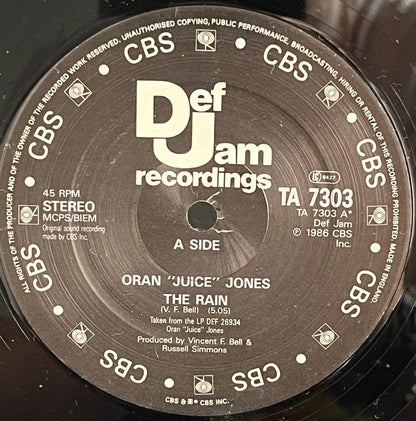 ALL RIGHTS OF THE PRODUCER AND OF THE OWNER OF THE RECORDED WORK RESERVED, UNAUTHORISED COPYING, PUBLIC PERFORMANCE, BROADCASTING, HIRING OR RENTAL OF THIS RECORDING PROHIBITED. MADE IN ENGLAND
CBS
CBS
CBS
CBS
CBS
CBS
CBS
CBS
Def
Jam
recordings
LC 8427
45 RPM
STEREO
MCPS/BIEM
Original sound recording
made by CBS Inc.
TA 7303
TA 7303 A*
Def Jam
℗ 1986 CBS
Inc.
A SIDE
ORAN "JUICE" JONES
THE RAIN
(V. F. Bell) (5.05)
Taken from the LP DEF 26934
Oran "Juice" Jones
Produced by Vincent F. Bell &
Russell Simmons
CBS & ® CBS INC.